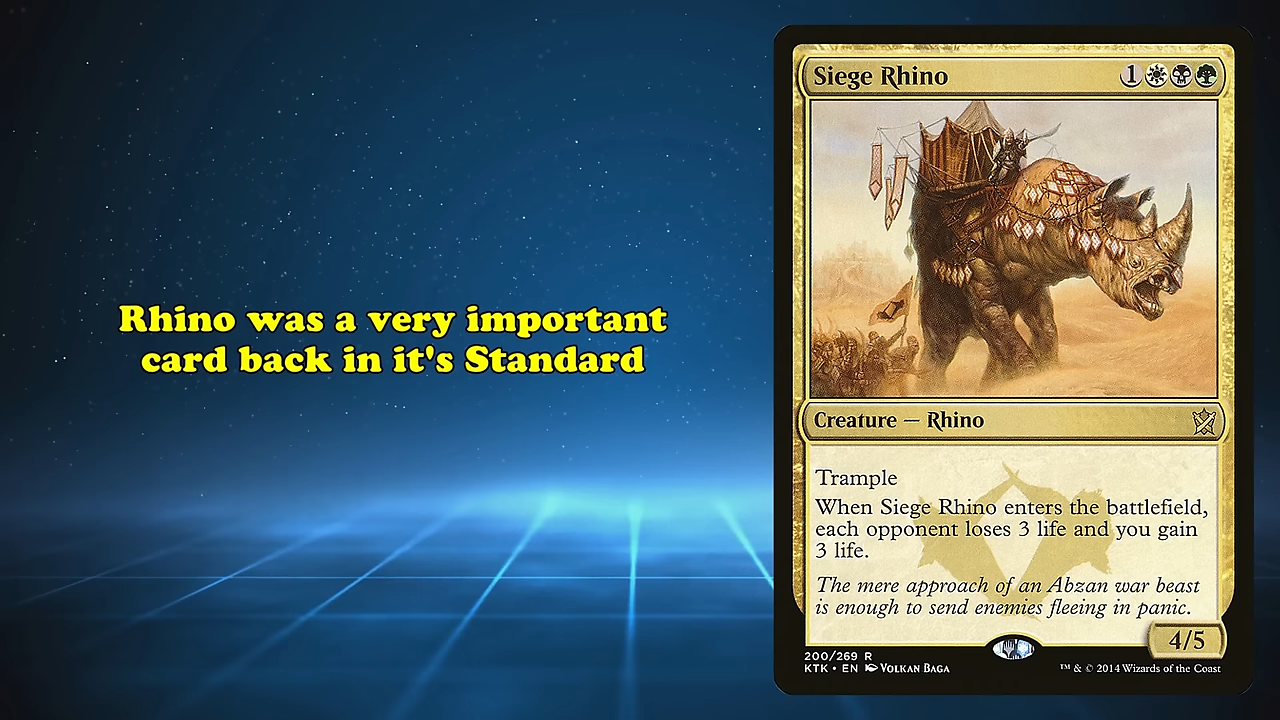 Rhino was a very important
card back in it's Standard
Siege Rhino 1
Creature — Rhino
Trample
When Siege Rhino enters the battlefield,
each opponent loses 3 life and you gain
3 life.
The mere approach of an Abzan war beast
is enough to send enemies fleeing in panic.
4/5
200/269 R
KTK • EN Volkan Baga
™ & © 2014 Wizards of the Coast